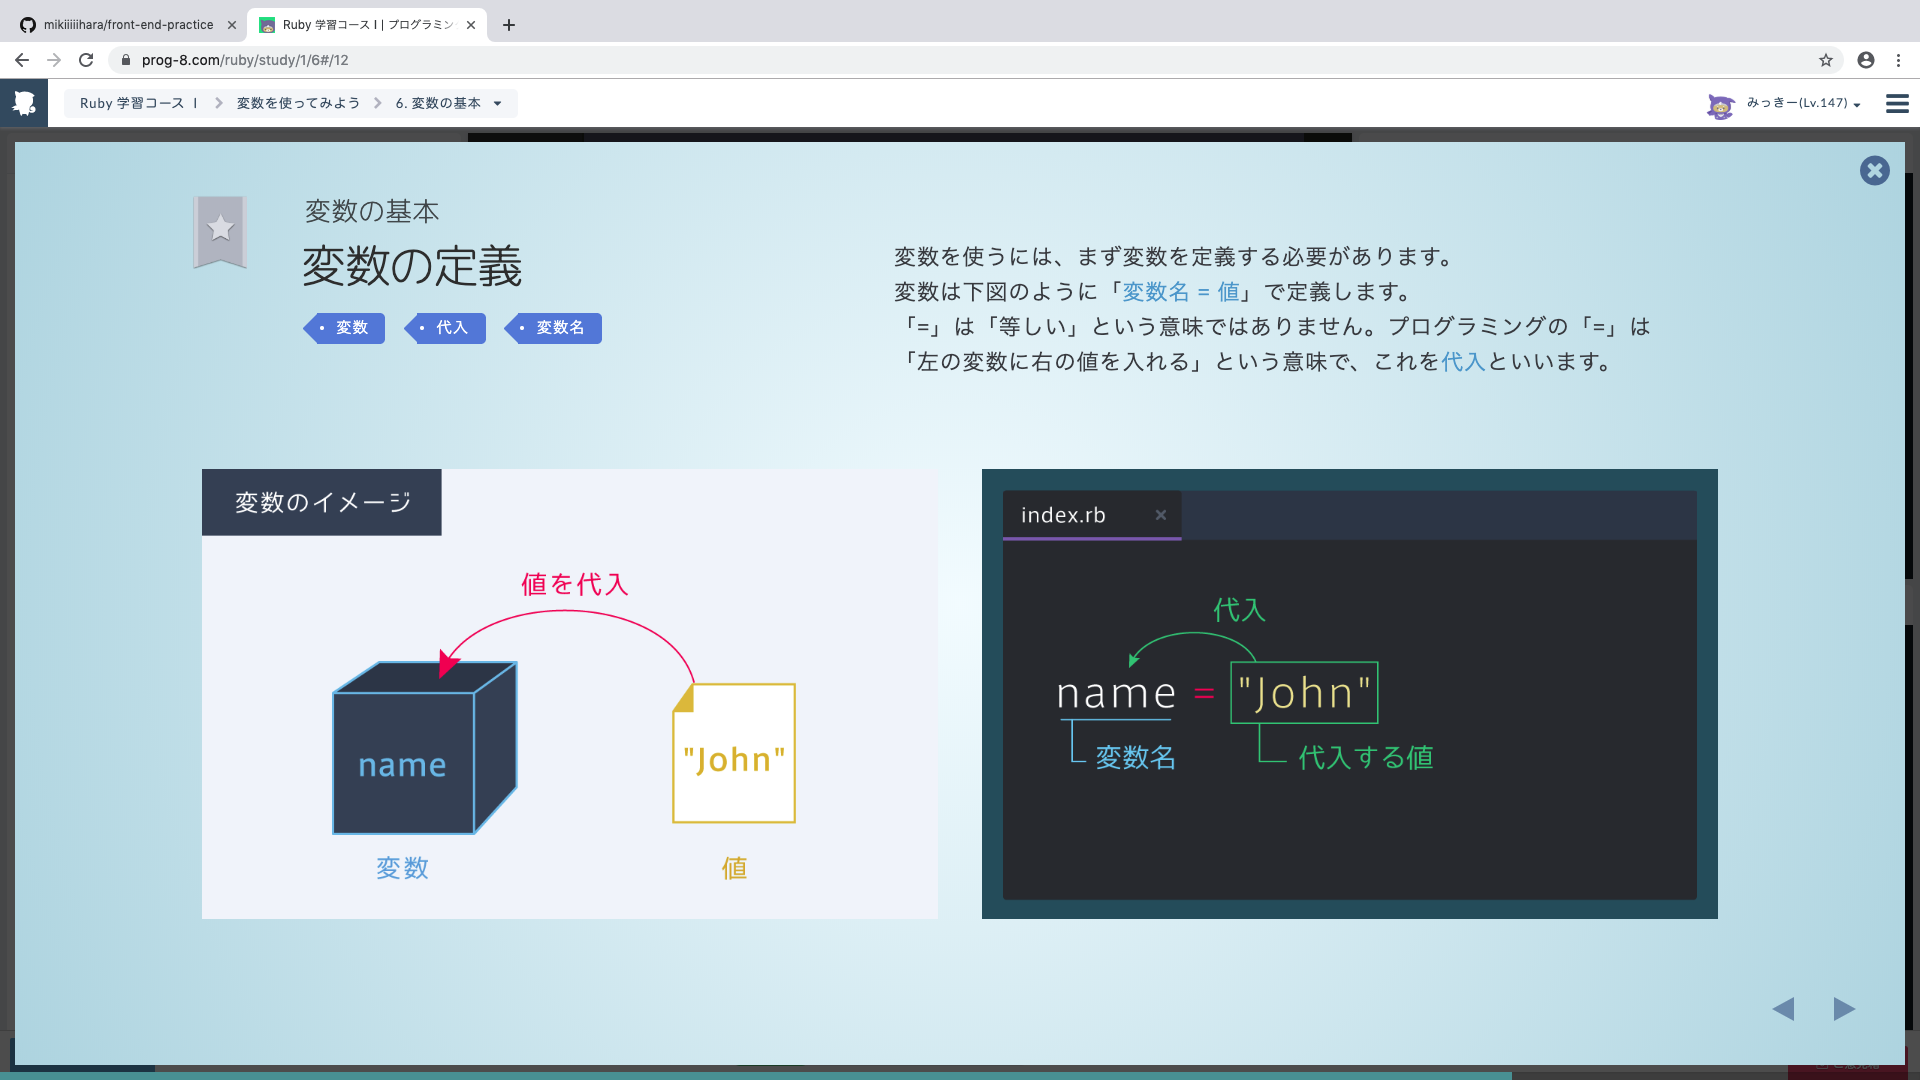 mikiiiiihara/front-end-practice
Ruby 学習コース I | プログラミン
prog-8.com/ruby/study/1/6#/12
Ruby 学習コース I
変数を使ってみよう
6. 変数の基本
みっきー(Lv.147)
変数の基本
変数の定義
変数
代入
変数名
変数を使うには、まず変数を定義する必要があります。
変数は下図のように「変数名 = 値」で定義します。
「=」は「等しい」という意味ではありません。プログラミングの「=」は
「左の変数に右の値を入れる」という意味で、これを代入といいます。
変数のイメージ
値を代入
name
"John"
変数
値
index.rb
代入
name = "John"
変数名
代入する値